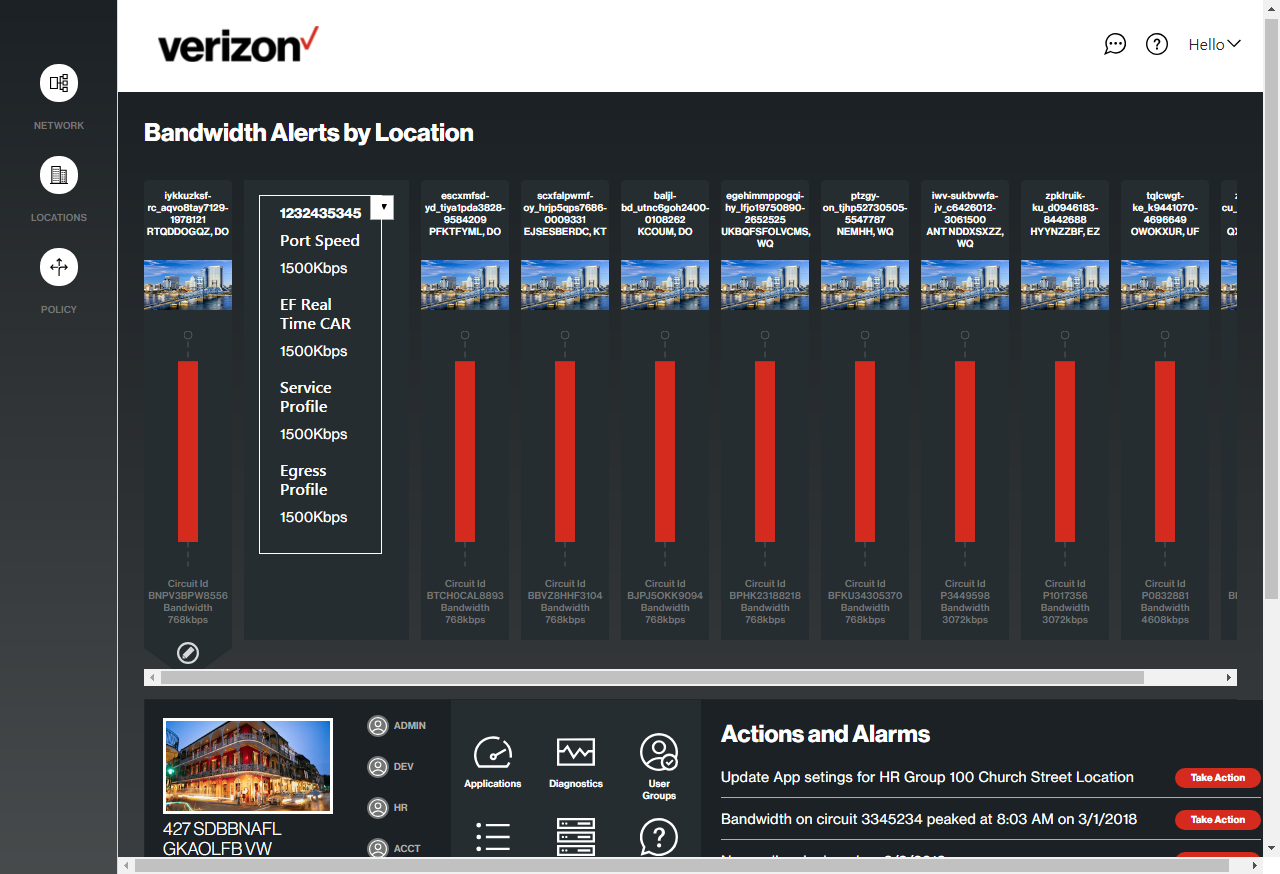 verizon
Hello
NETWORK
LOCATIONS
POLICY
Bandwidth Alerts by Location
iykkuzksf-
rc_aqvo8tay7129-
1978121
RTQDDOGQZ, DO
Circuit Id
BNPV3BPW8556
Bandwidth
768kbps
1232435345
Port Speed
1500Kbps
EF Real
Time CAR
1500Kbps
Service
Profile
1500Kbps
Egress
Profile
1500Kbps
escxmfsd-
yd_tiya1pda3828-
9584209
PFKTFYML, DO
Circuit Id
BTCH0CAL8893
Bandwidth
768kbps
scxfalpwmf-
oy_hrjp5qps7686-
0009331
EJSESBERDC, KT
Circuit Id
BBVZ8HHF3104
Bandwidth
768kbps
baljl-
bd_utnc6goh2400-
0108262
KCOUM, DO
Circuit Id
BJPJ5OKK9094
Bandwidth
768kbps
egehimmppogqi-
hy_lfjo19750890-
2652525
UKBQFSFOLVCMS,
WQ
Circuit Id
BPHK23188218
Bandwidth
768kbps
ptzgy-
on_tjhp52730505-
5547787
NEMHH, WQ
Circuit Id
BFKU34305370
Bandwidth
768kbps
iwv-sukbvwfa-
jv_c6426012-
3061500
ANT NDDXSXZZ,
WQ
Circuit Id
P3449598
Bandwidth
3072kbps
zpklruik-
ku_d0946183-
8442688
HYYNZZBF, EZ
Circuit Id
P1017356
Bandwidth
3072kbps
tqlcwgt-
ke_k9441070-
4696649
OWOKXUR, UF
Circuit Id
P0832881
Bandwidth
4608kbps
427 SDBBNAFL
GKAOLFB VW
ADMIN
DEV
HR
ACCT
Applications
Diagnostics
User
Groups
Actions and Alarms
Update App setings for HR Group 100 Church Street Location
Take Action
Bandwidth on circuit 3345234 peaked at 8:03 AM on 3/1/2018
Take Action